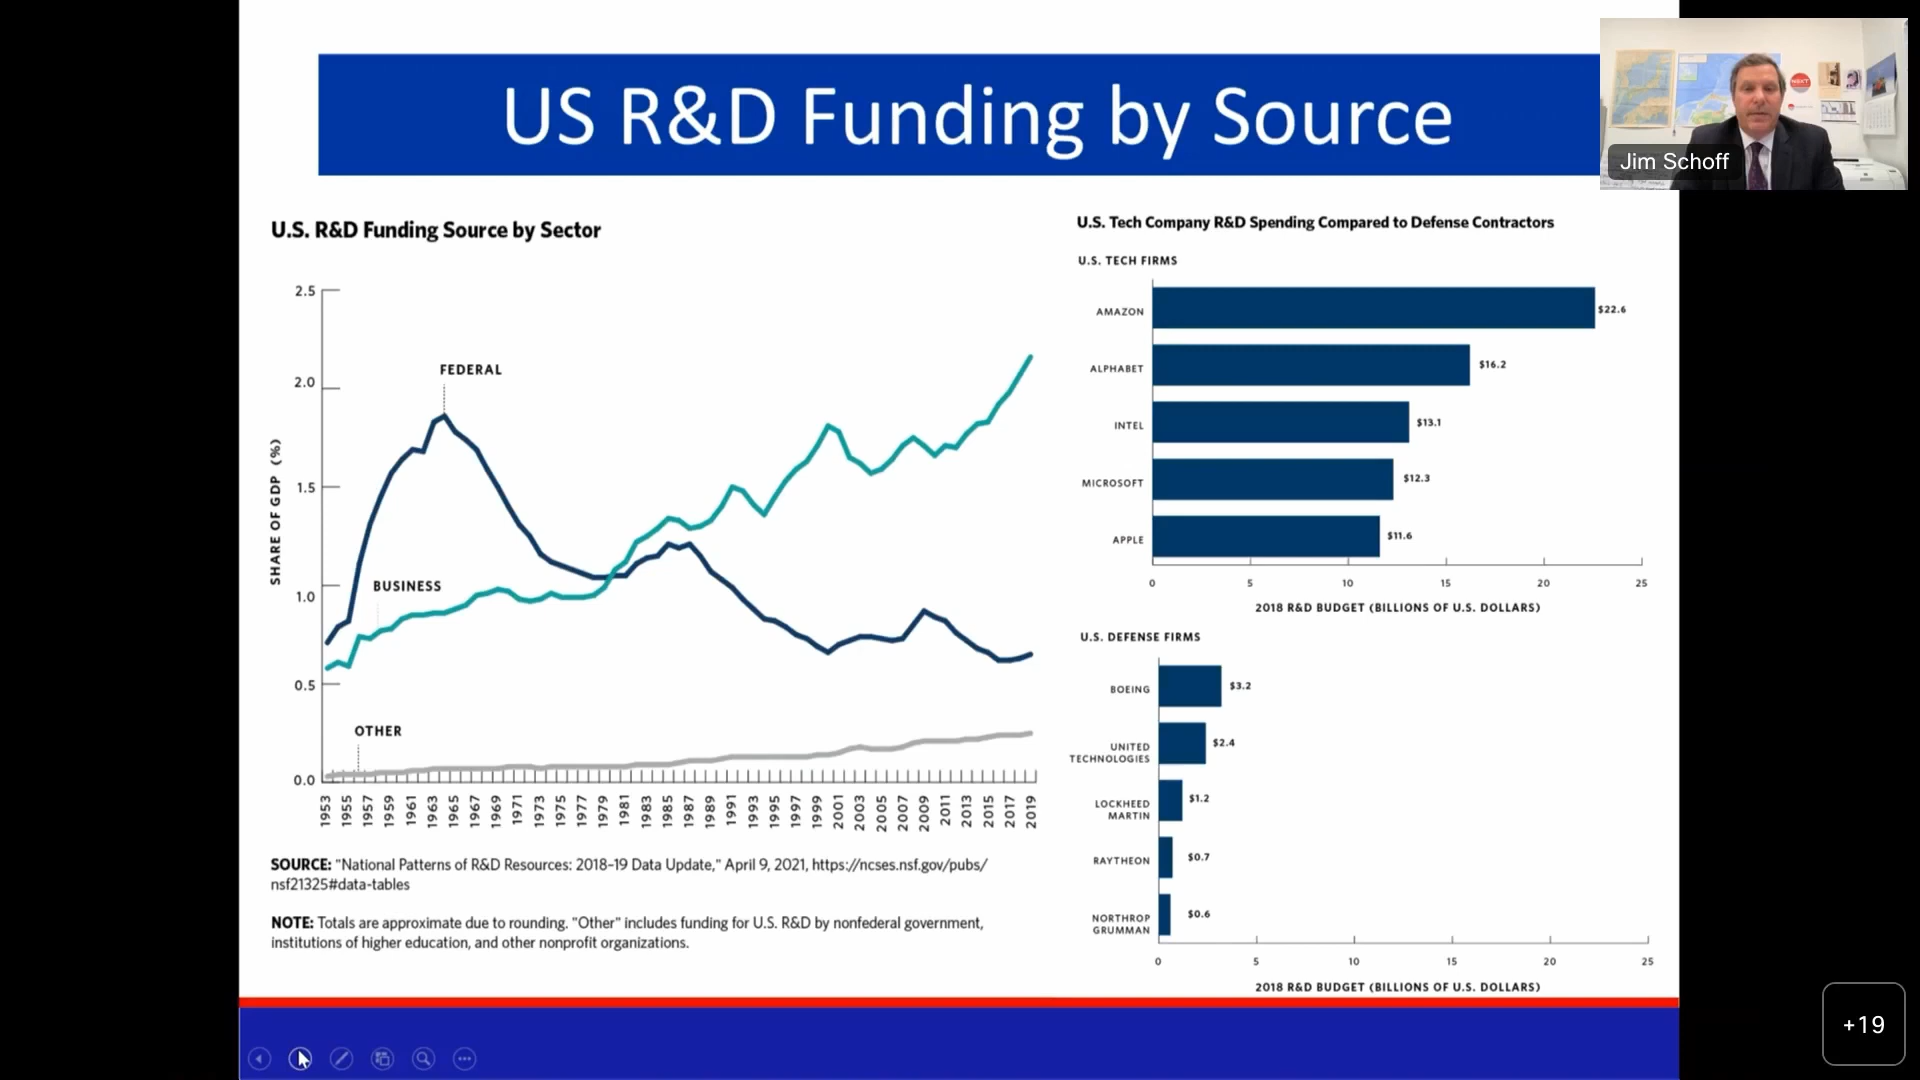 US R&D Funding by Source
Jim Schoff
NEXT
U.S. R&D Funding Source by Sector
SHARE OF GDP (%)
2.5
2.0
1.5
1.0
0.5
0.0
FEDERAL
BUSINESS
OTHER
1953 1955 1957 1959 1961 1963 1965 1967 1969 1971 1973 1975 1977 1979 1981 1983 1985 1987 1989 1991 1993 1995 1997 1999 2001 2003 2005 2007 2009 2011 2013 2015 2017 2019
SOURCE: "National Patterns of R&D Resources: 2018–19 Data Update," April 9, 2021, https://ncses.nsf.gov/pubs/
nsf21325#data-tables
NOTE: Totals are approximate due to rounding. "Other" includes funding for U.S. R&D by nonfederal government,
institutions of higher education, and other nonprofit organizations.
U.S. Tech Company R&D Spending Compared to Defense Contractors
U.S. TECH FIRMS
AMAZON $22.6
ALPHABET $16.2
INTEL $13.1
MICROSOFT $12.3
APPLE $11.6
0 5 10 15 20 25
2018 R&D BUDGET (BILLIONS OF U.S. DOLLARS)
U.S. DEFENSE FIRMS
BOEING $3.2
UNITED
TECHNOLOGIES $2.4
LOCKHEED
MARTIN $1.2
RAYTHEON $0.7
NORTHROP
GRUMMAN $0.6
0 5 10 15 20 25
2018 R&D BUDGET (BILLIONS OF U.S. DOLLARS)
+19